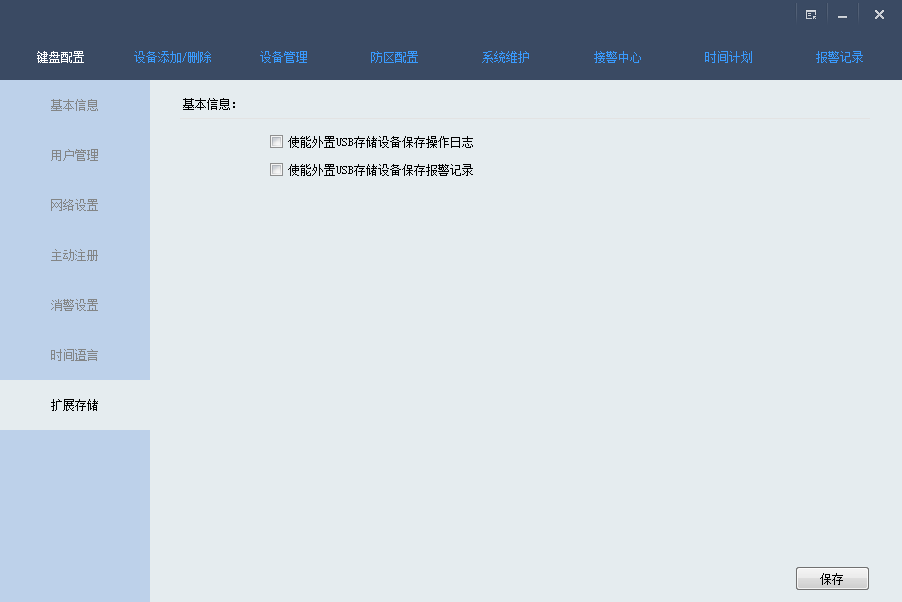 键盘配置 设备添加/删除 设备管理 防区配置 系统维护 接警中心 时间计划 报警记录
基本信息
用户管理
网络设置
主动注册
消警设置
时间语言
扩展存储
基本信息：
使能外置USB存储设备保存操作日志
使能外置USB存储设备保存报警记录
保存